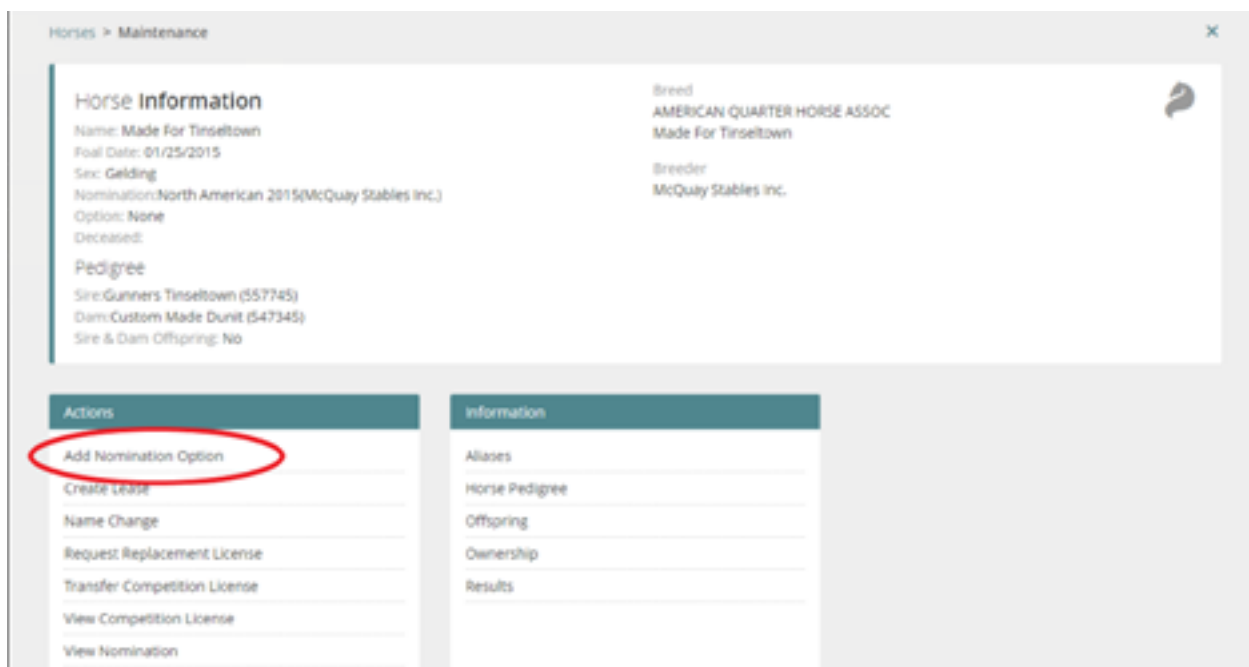 Horses > Maintenance ×
Horse Information
Name: Made For Tinseltown
Foal Date: 01/25/2015
Sex: Gelding
Nomination:North American 2015(McQuay Stables Inc.)
Option: None
Deceased:
Pedigree
Sire:Gunners Tinseltown (557745)
Dam:Custom Made Dunit (547345)
Sire & Dam Offspring: No
Breed
AMERICAN QUARTER HORSE ASSOC
Made For Tinseltown
Breeder
McQuay Stables Inc.
Actions
Add Nomination Option
Create Lease
Name Change
Request Replacement License
Transfer Competition License
View Competition License
View Nomination
Information
Aliases
Horse Pedigree
Offspring
Ownership
Results